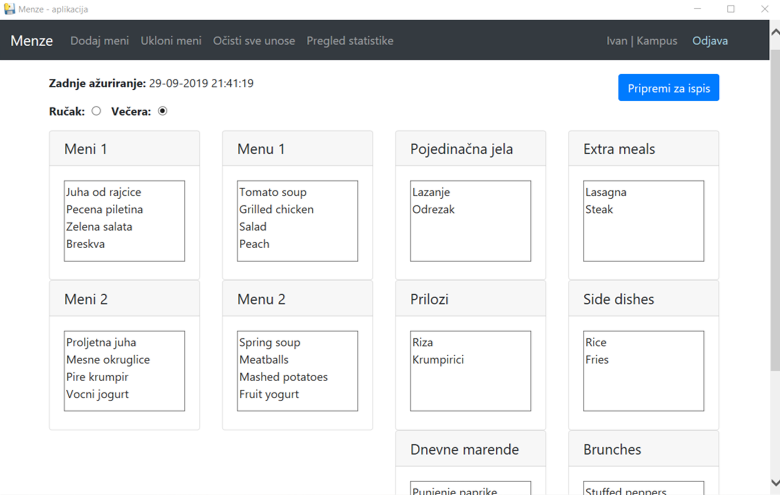 Menze - aplikacija
Menze Dodaj meni Ukloni meni Očisti sve unose Pregled statistike Ivan | Kampus Odjava
Zadnje ažuriranje: 29-09-2019 21:41:19
Pripremi za ispis
Ručak: Večera:
Meni 1
Juha od rajcice
Pecena piletina
Zelena salata
Breskva
Menu 1
Tomato soup
Grilled chicken
Salad
Peach
Pojedinačna jela
Lazanje
Odrezak
Extra meals
Lasagna
Steak
Meni 2
Proljetna juha
Mesne okruglice
Pire krumpir
Vocni jogurt
Menu 2
Spring soup
Meatballs
Mashed potatoes
Fruit yogurt
Prilozi
Riza
Krumpirici
Side dishes
Rice
Fries
Dnevne marende
Punjenje paprike
Brunches
Stuffed peppers